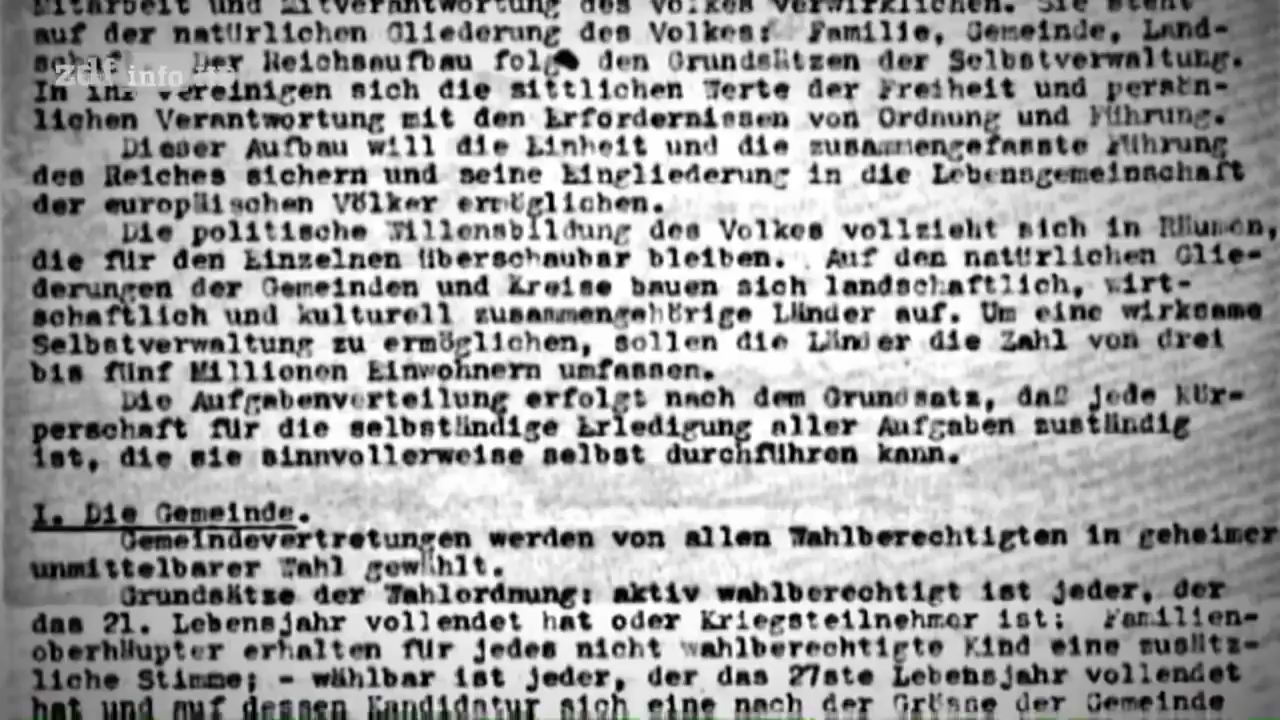 Mitarbeit und Mitverantwortung des Volkes verwirklichen. Sie steht
auf der natürlichen Gliederung des Volkes: Familie, Gemeinde, Land-
schaft. Der Reichsaufbau folgt den Grundsätzen der Selbstverwaltung.
ZDF info
In ihr vereinigen sich die sittlichen Werte der Freiheit und persön-
lichen Verantwortung mit den Erfordernissen von Ordnung und Führung.
Dieser Aufbau will die Einheit und die zusammengefasste Führung
des Reiches sichern und seine Eingliederung in die Lebensgemeinschaft
der europäischen Völker ermöglichen.
Die politische Willensbildung des Volkes vollzieht sich in Räumen,
die für den Einzelnen überschaubar bleiben. Auf den natürlichen Glie-
derungen der Gemeinden und Kreise bauen sich landschaftlich, wirt-
schaftlich und kulturell zusammengehörige Länder auf. Um eine wirksame
Selbstverwaltung zu ermöglichen, sollen die Länder die Zahl von drei
bis fünf Millionen Einwohnern umfassen.
Die Aufgabenverteilung erfolgt nach dem Grundsatz, daß jede Kör-
perschaft für die selbständige Erledigung aller Aufgaben zuständig
ist, die sie sinnvollerweise selbst durchführen kann.
I. Die Gemeinde.
Gemeindevertretungen werden von allen Wahlberechtigten in geheimer
unmittelbarer Wahl gewählt.
Grundsätze der Wahlordnung: aktiv wahlberechtigt ist jeder, der
das 21. Lebensjahr vollendet hat oder Kriegsteilnehmer ist: Familien-
oberhäupter erhalten für jedes nicht wahlberechtigte Kind eine zusätz-
liche Stimme; - wählbar ist jeder, der das 27ste Lebensjahr vollendet
hat und auf dessen Kandidatur sich eine nach der Grösse der Gemeinde